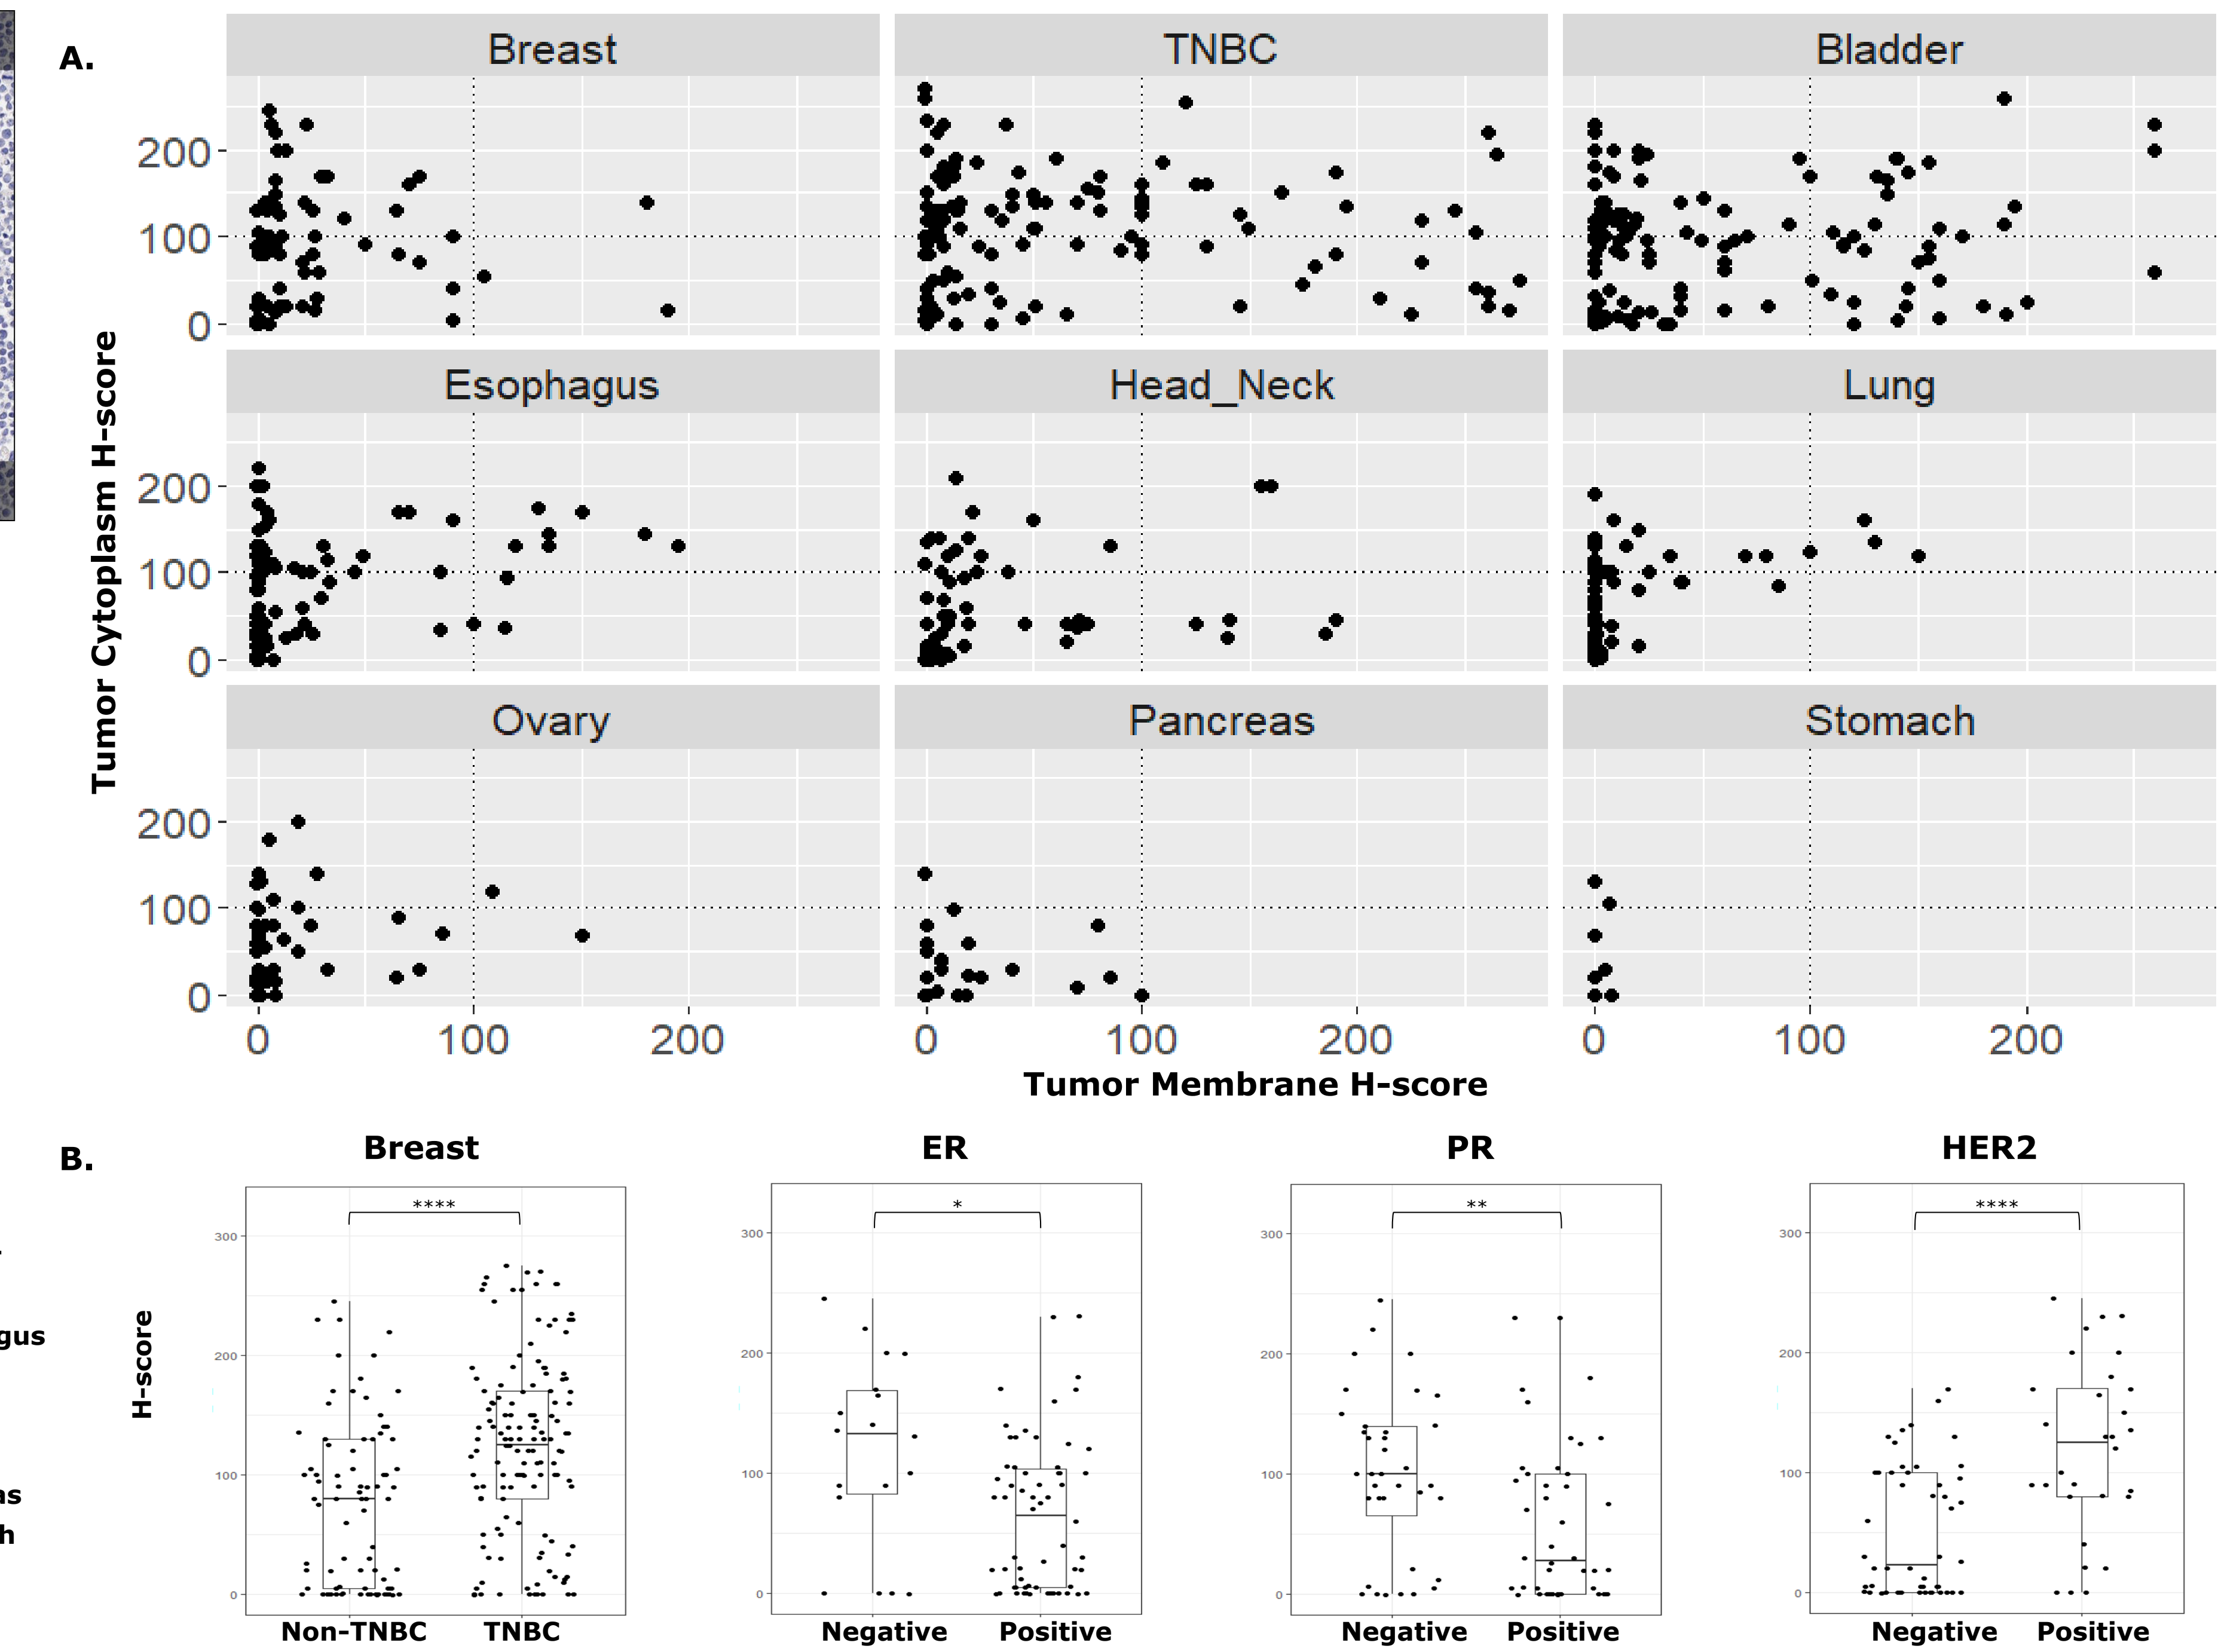 A.
Breast TNBC Bladder
200
100
0
Esophagus Head_Neck Lung
200
100
0
Ovary Pancreas Stomach
200
100
0
Tumor Cytoplasm H-score
0 100 200 0 100 200 0 100 200
Tumor Membrane H-score
B.
Breast ER PR HER2
**** * ** ****
300 300 300 300
200 200 200 200
100 100 100 100
0 0 0 0
H-score
gus
as
h
Non-TNBC TNBC Negative Positive Negative Positive Negative Positive